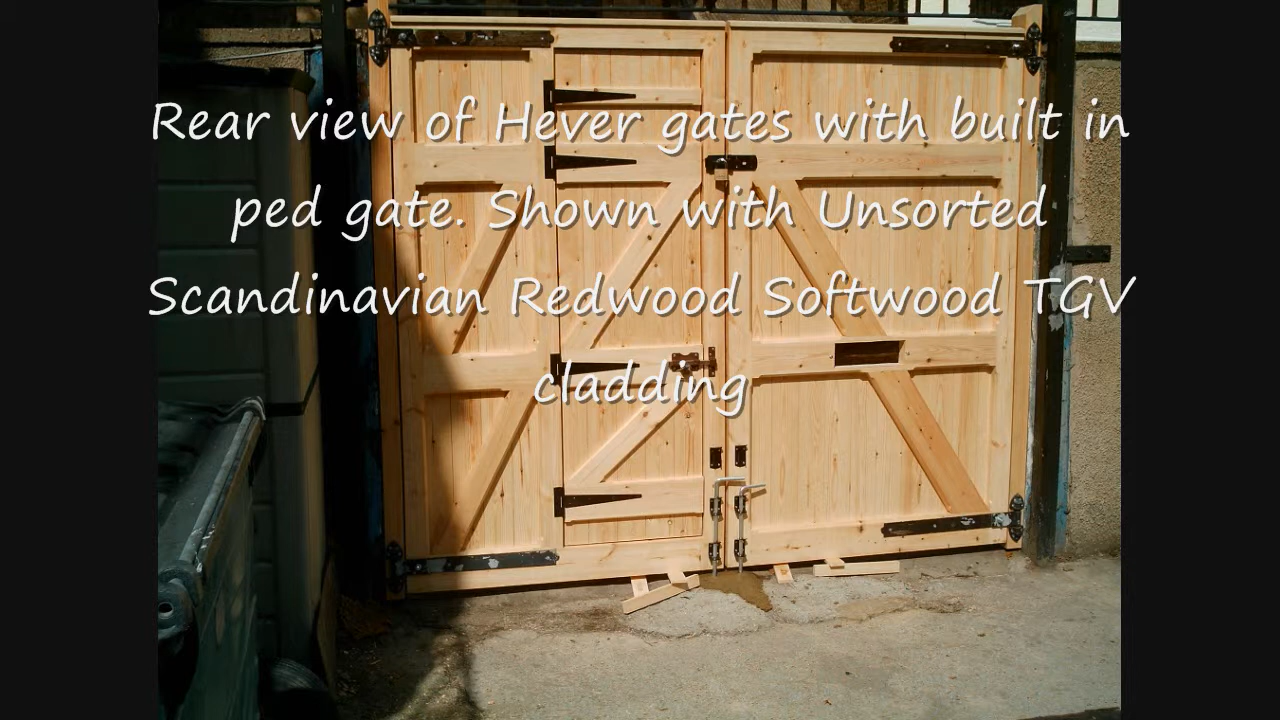 Rear view of Hever gates with built in
ped gate. Shown with Unsorted
Scandinavian Redwood Softwood TGV
cladding